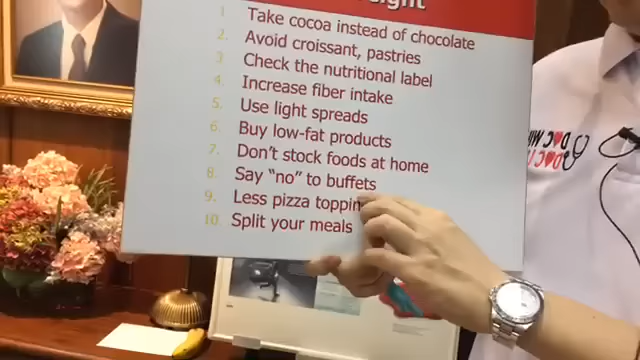 1. Take cocoa instead of chocolate
2. Avoid croissant, pastries
3. Check the nutritional label
4. Increase fiber intake
5. Use light spreads
6. Buy low-fat products
7. Don't stock foods at home
8. Say "no" to buffets
9. Less pizza toppin
10. Split your meals